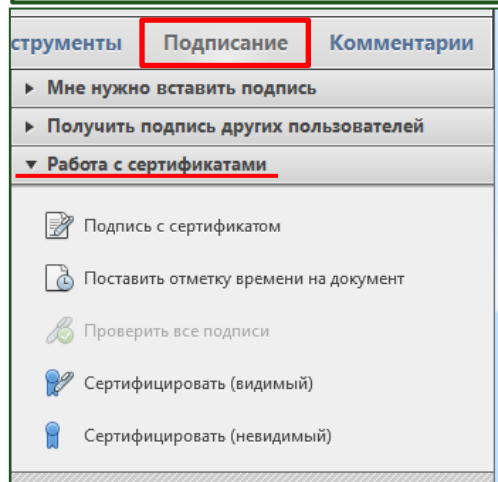 струменты Подписание Комментарии
Мне нужно вставить подпись
Получить подпись других пользователей
Работа с сертификатами
Подпись с сертификатом
Поставить отметку времени на документ
Проверить все подписи
Сертифицировать (видимый)
Сертифицировать (невидимый)